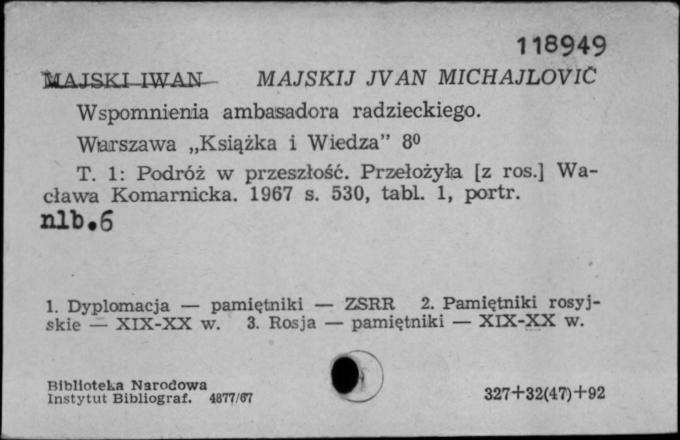 118949
MAJSKI IWAN MAJSKIJ JVAN MICHAJLOVIČ
Wspomnienia ambasadora radzieckiego.
Warszawa „Książka i Wiedza” 8⁰
T. 1: Podróż w przeszłość. Przełożyła [z ros.] Wa-
cława Komarnicka. 1967 s. 530, tabl. 1, portr.
nlb.6
1. Dyplomacja — pamiętniki — ZSRR 2. Pamiętniki rosyj-
skie — XIX-XX w. 3. Rosja — pamiętniki — XIX-XX w.
Biblioteka Narodowa
Instytut Bibliograf. 4877/67
327+32(47)+92